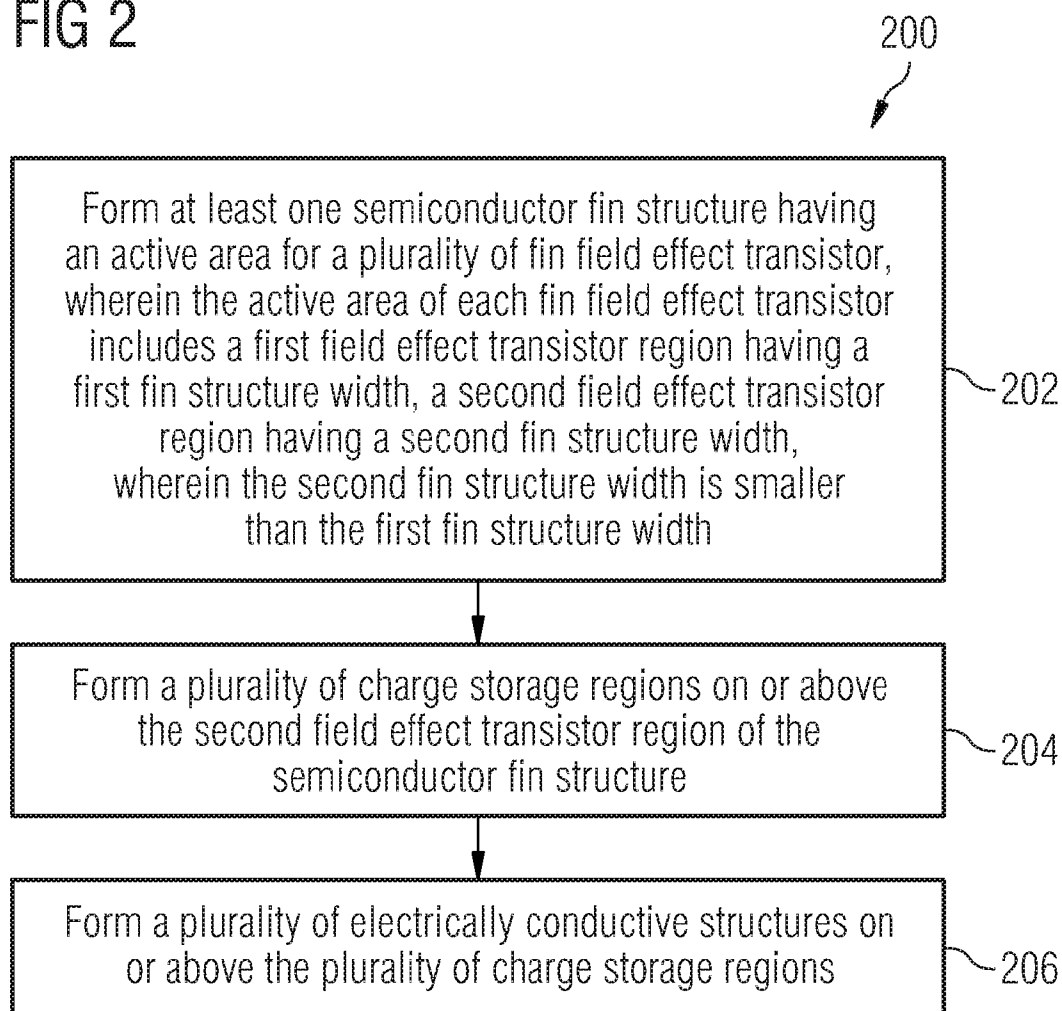 FIG 2
200
Form at least one semiconductor fin structure having
an active area for a plurality of fin field effect transistor,
wherein the active area of each fin field effect transistor
includes a first field effect transistor region having a
first fin structure width, a second field effect transistor
region having a second fin structure width,
wherein the second fin structure width is smaller
than the first fin structure width
202
Form a plurality of charge storage regions on or above
the second field effect transistor region of the
semiconductor fin structure
204
Form a plurality of electrically conductive structures on
or above the plurality of charge storage regions
206